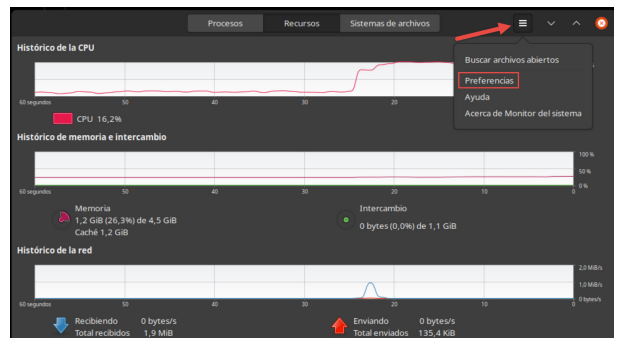 Procesos Recursos Sistemas de archivos
Histórico de la CPU
Buscar archivos abiertos
Preferencias
Ayuda
Acerca de Monitor del sistema
60 segundos 50 40 30 20
CPU 16,2%
Histórico de memoria e intercambio
100 %
50 %
0 %
60 segundos 50 40 30 20 10 0
Memoria
1,2 GiB (26,3%) de 4,5 GiB
Caché 1,2 GiB
Intercambio
0 bytes (0,0%) de 1,1 GiB
Histórico de la red
2,0 MiB/s
1,0 MiB/s
0 bytes/s
60 segundos 50 40 30 20 10 0
Recibiendo 0 bytes/s
Total recibidos 1,9 MiB
Enviando 0 bytes/s
Total enviados 135,4 KiB